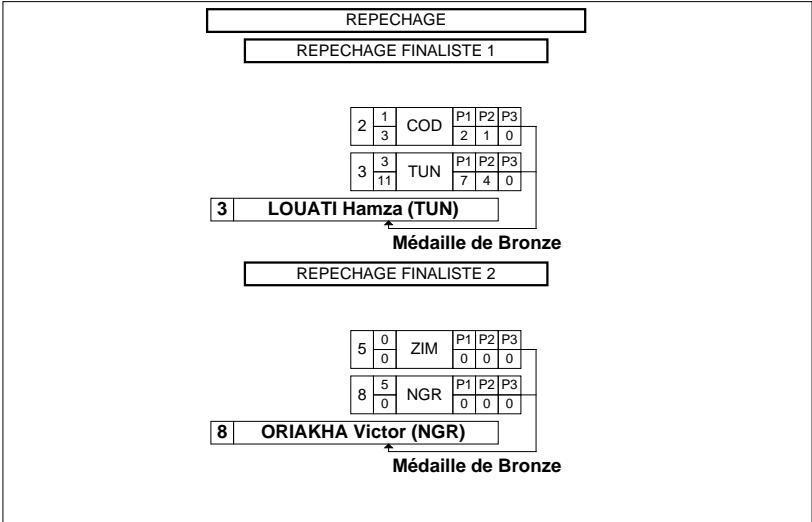 REPECHAGE
REPECHAGE FINALISTE 1
2 1 COD P1 P2 P3
3 2 1 0
3 3 TUN P1 P2 P3
11 7 4 0
3 LOUATI Hamza (TUN)
Médaille de Bronze
REPECHAGE FINALISTE 2
5 0 ZIM P1 P2 P3
0 0 0 0
8 5 NGR P1 P2 P3
0 0 0 0
8 ORIAKHA Victor (NGR)
Médaille de Bronze